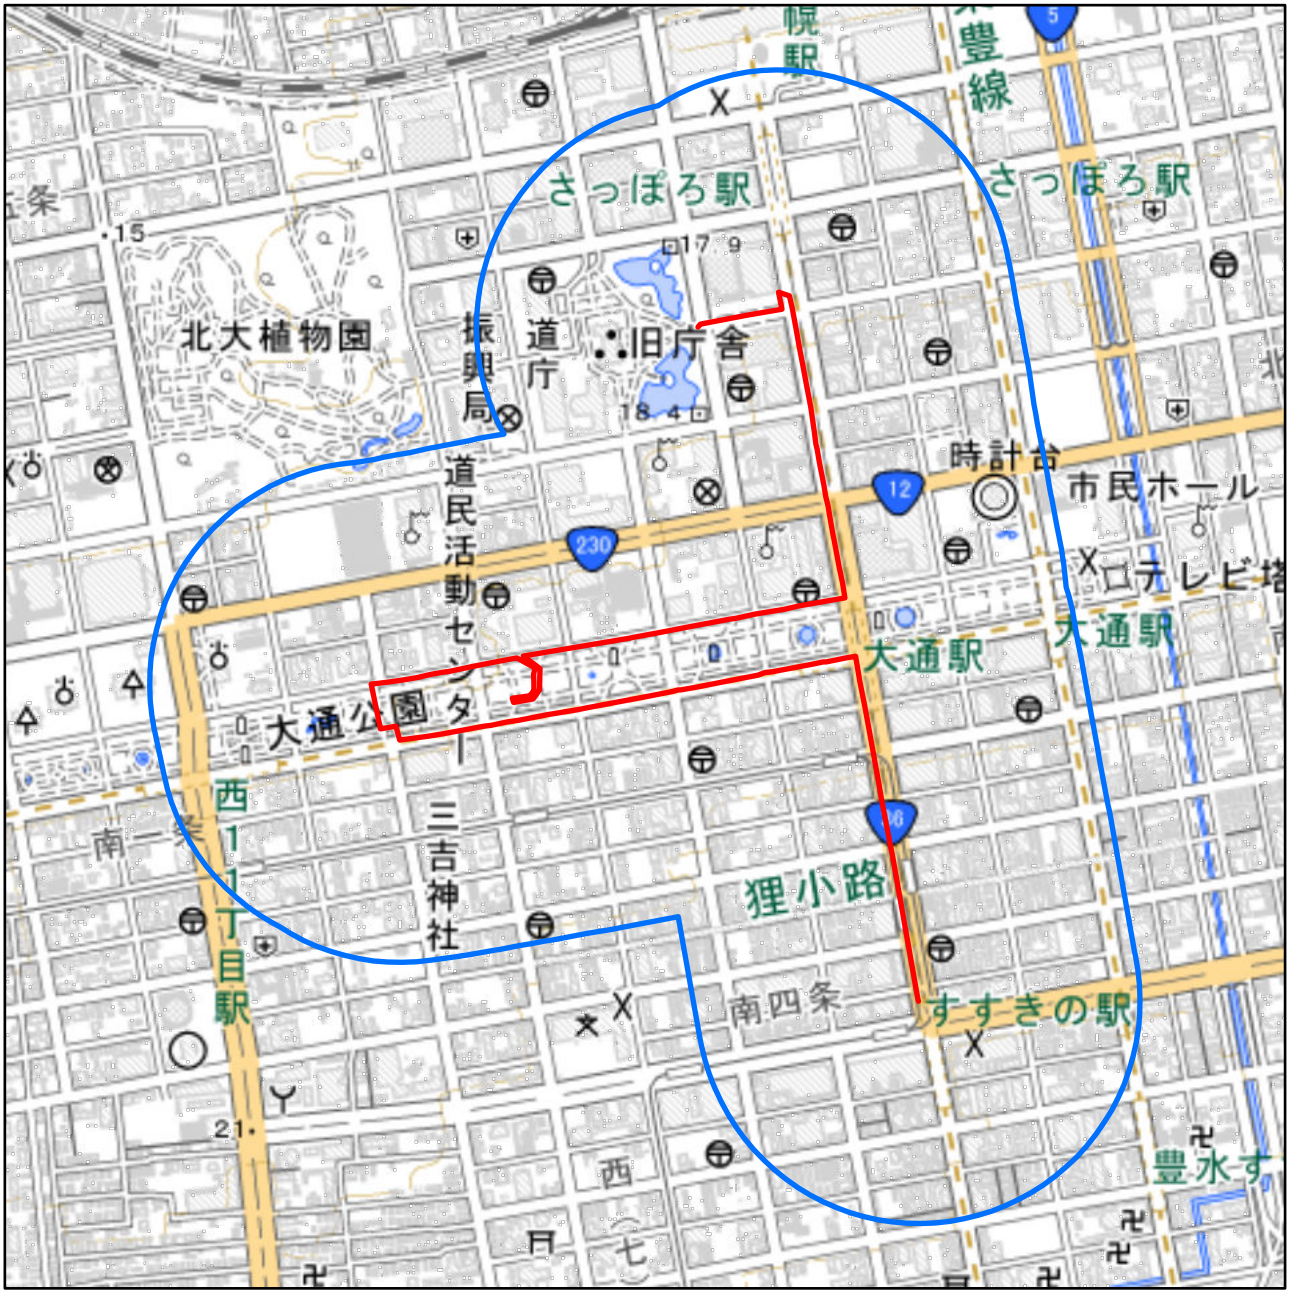 幌駅
東豊線
5
さっぽろ駅
さっぽろ駅
五条
15
17.9
北大植物園
振興局
道庁
旧庁舎
18.4
北
時計台
12
市民ホール
道民活動センター
230
テレビ塔
大通駅
大通駅
大通公園
西11丁目駅
南一条
三吉神社
36
狸小路
南四条
すすきの駅
21
西
(七
豊水す